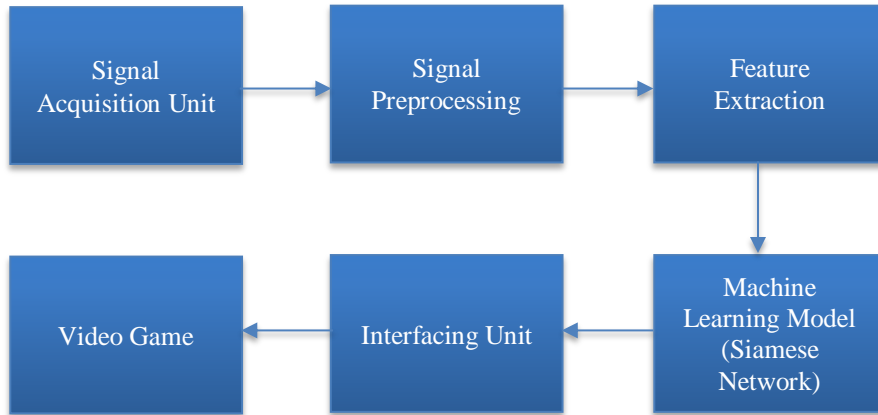 Signal
Acquisition Unit
Signal
Preprocessing
Feature
Extraction
Machine
Learning Model
(Siamese
Network)
Interfacing Unit
Video Game